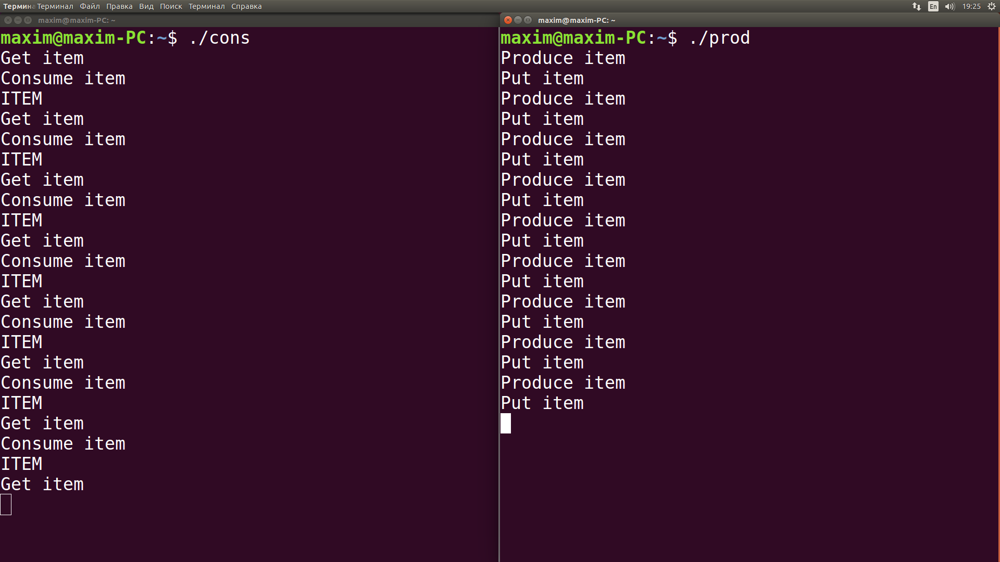 Термина Терминал Файл Правка Вид Поиск Терминал Справка En 19:25
maxim@maxim-PC: ~
maxim@maxim-PC:~$ ./cons
Get item
Consume item
ITEM
Get item
Consume item
ITEM
Get item
Consume item
ITEM
Get item
Consume item
ITEM
Get item
Consume item
ITEM
Get item
Consume item
ITEM
Get item
Consume item
ITEM
Get item
maxim@maxim-PC: ~
maxim@maxim-PC:~$ ./prod
Produce item
Put item
Produce item
Put item
Produce item
Put item
Produce item
Put item
Produce item
Put item
Produce item
Put item
Produce item
Put item
Produce item
Put item
Produce item
Put item